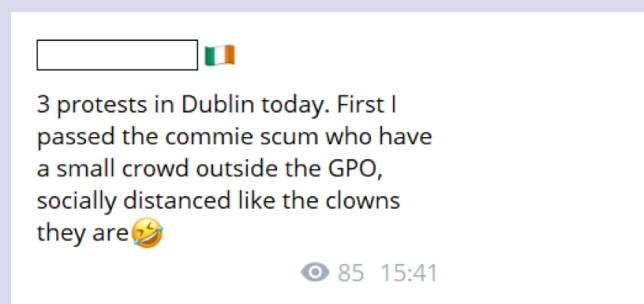 🇮🇪
3 protests in Dublin today. First I
passed the commie scum who have
a small crowd outside the GPO,
socially distanced like the clowns
they are🤣
85 15:41